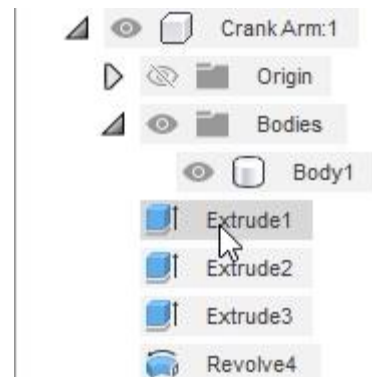 Crank Arm:1
Origin
Bodies
Body1
Extrude1
Extrude2
Extrude3
Revolve4